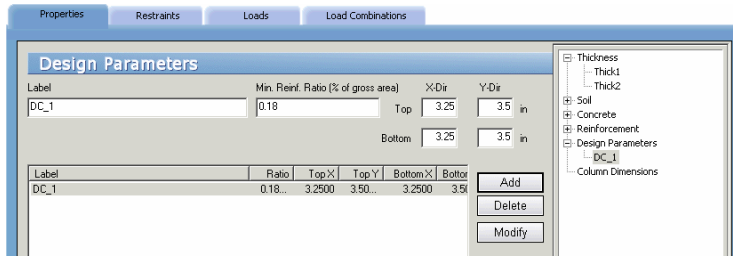 Properties Restraints Loads Load Combinations
Design Parameters
Label Min. Reinf. Ratio (% of gross area) X-Dir Y-Dir
DC_1 0.18 Top 3.25 3.5 in
Bottom 3.25 3.5 in
Label Ratio Top X Top Y Bottom X Bottom
DC_1 0.18... 3.2500 3.50... 3.2500 3.50
Add
Delete
Modify
Thickness
Thick1
Thick2
Soil
Concrete
Reinforcement
Design Parameters
DC_1
Column Dimensions